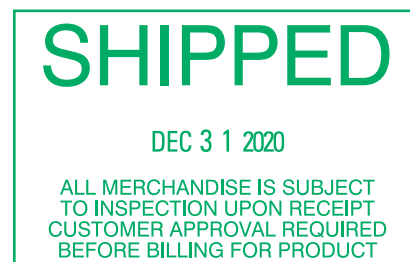 SHIPPED
DEC 3 1 2020
ALL MERCHANDISE IS SUBJECT
TO INSPECTION UPON RECEIPT
CUSTOMER APPROVAL REQUIRED
BEFORE BILLING FOR PRODUCT